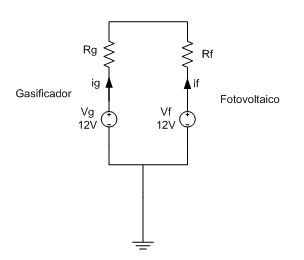 Rg
Rf
ig
if
Gasificador
Fotovoltaico
Vg
12V
Vf
12V